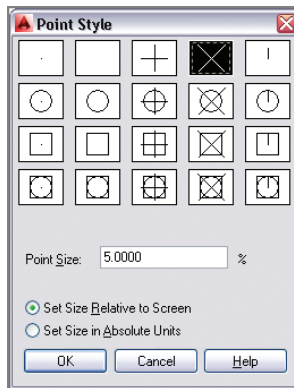 Point Style
Point Size: 5.0000 %
Set Size Relative to Screen
Set Size in Absolute Units
OK Cancel Help